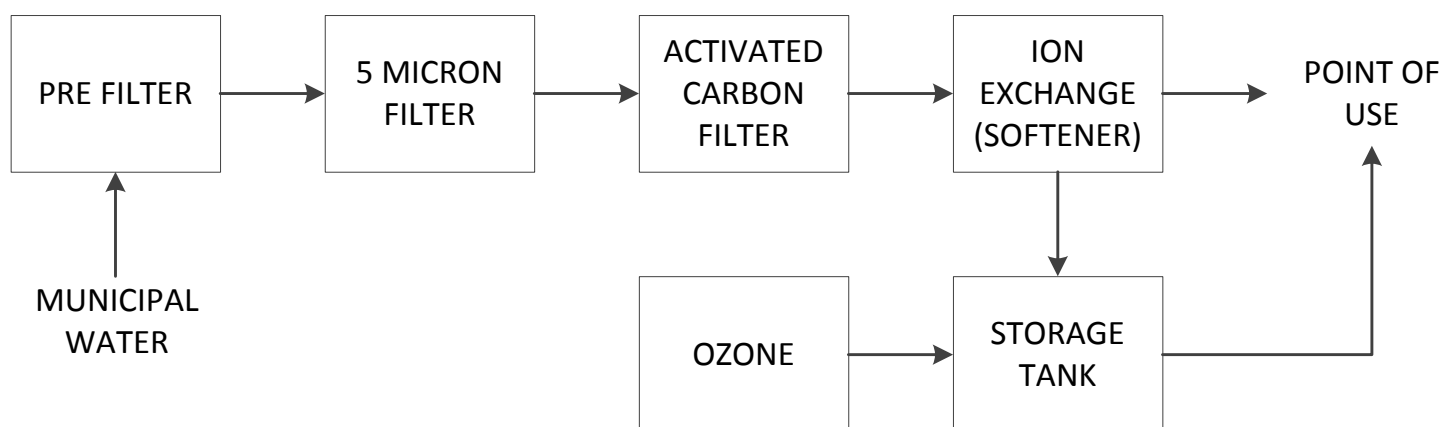 PRE FILTER
5 MICRON
FILTER
ACTIVATED
CARBON
FILTER
ION
EXCHANGE
(SOFTENER)
POINT OF
USE
MUNICIPAL
WATER
OZONE
STORAGE
TANK